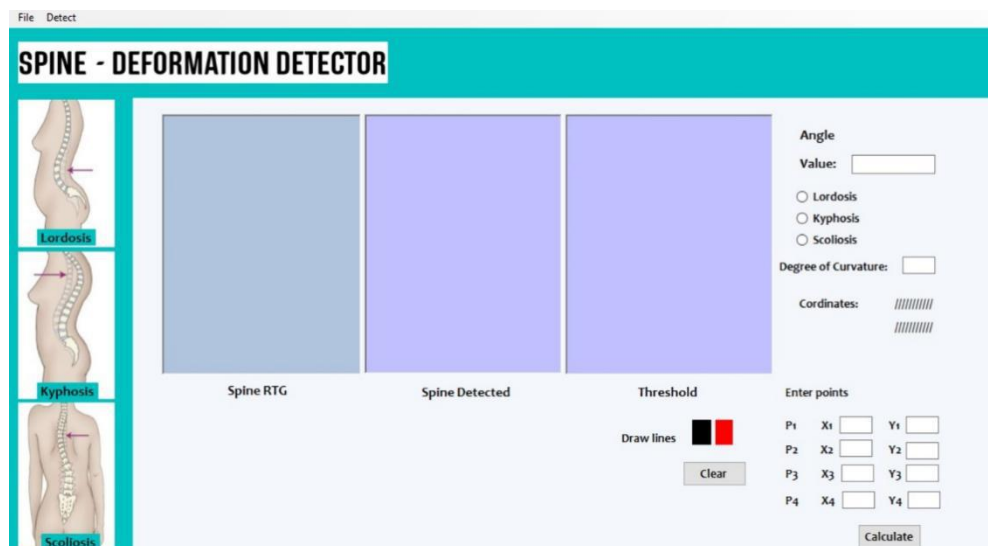 File Detect
SPINE - DEFORMATION DETECTOR
Lordosis
Kyphosis
Scoliosis
Spine RTG
Spine Detected
Threshold
Draw lines
Clear
Angle
Value:
Lordosis
Kyphosis
Scoliosis
Degree of Curvature:
Cordinates: ///////////
///////////
Enter points
P1 X1 Y1
P2 X2 Y2
P3 X3 Y3
P4 X4 Y4
Calculate